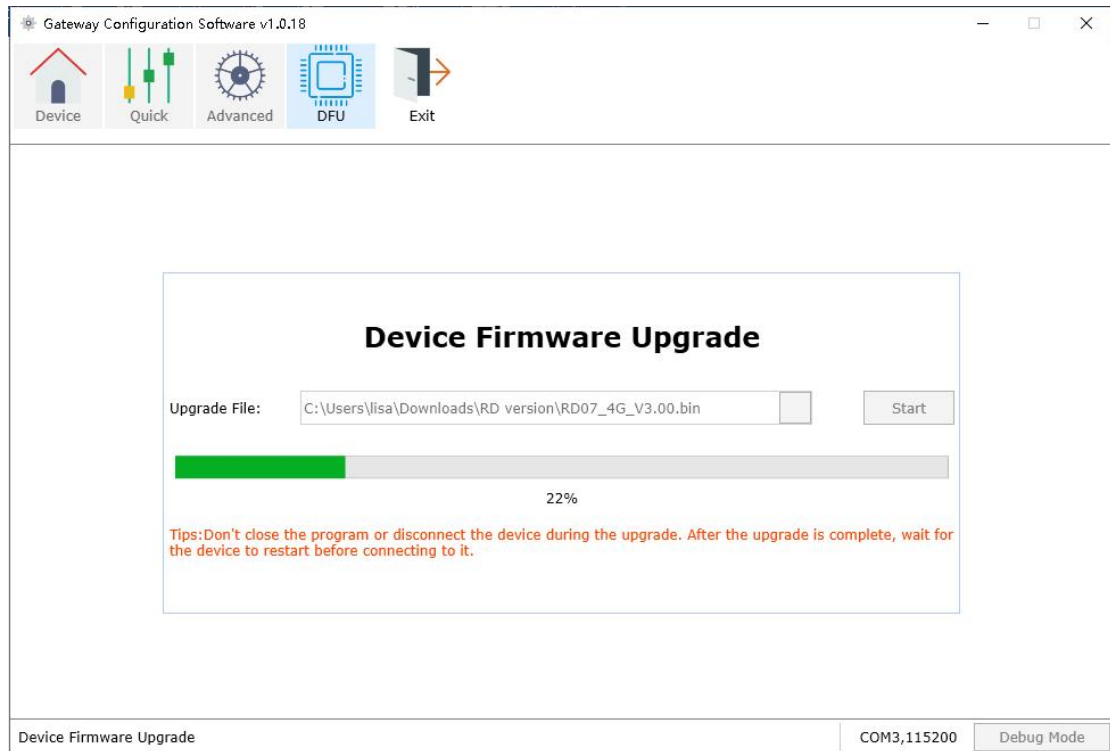 Gateway Configuration Software v1.0.18
Device
Quick
Advanced
DFU
Exit
Device Firmware Upgrade
Upgrade File:
C:\Users\lisa\Downloads\RD version\RD07_4G_V3.00.bin
Start
22%
Tips:Don't close the program or disconnect the device during the upgrade. After the upgrade is complete, wait for
the device to restart before connecting to it.
Device Firmware Upgrade
COM3,115200
Debug Mode